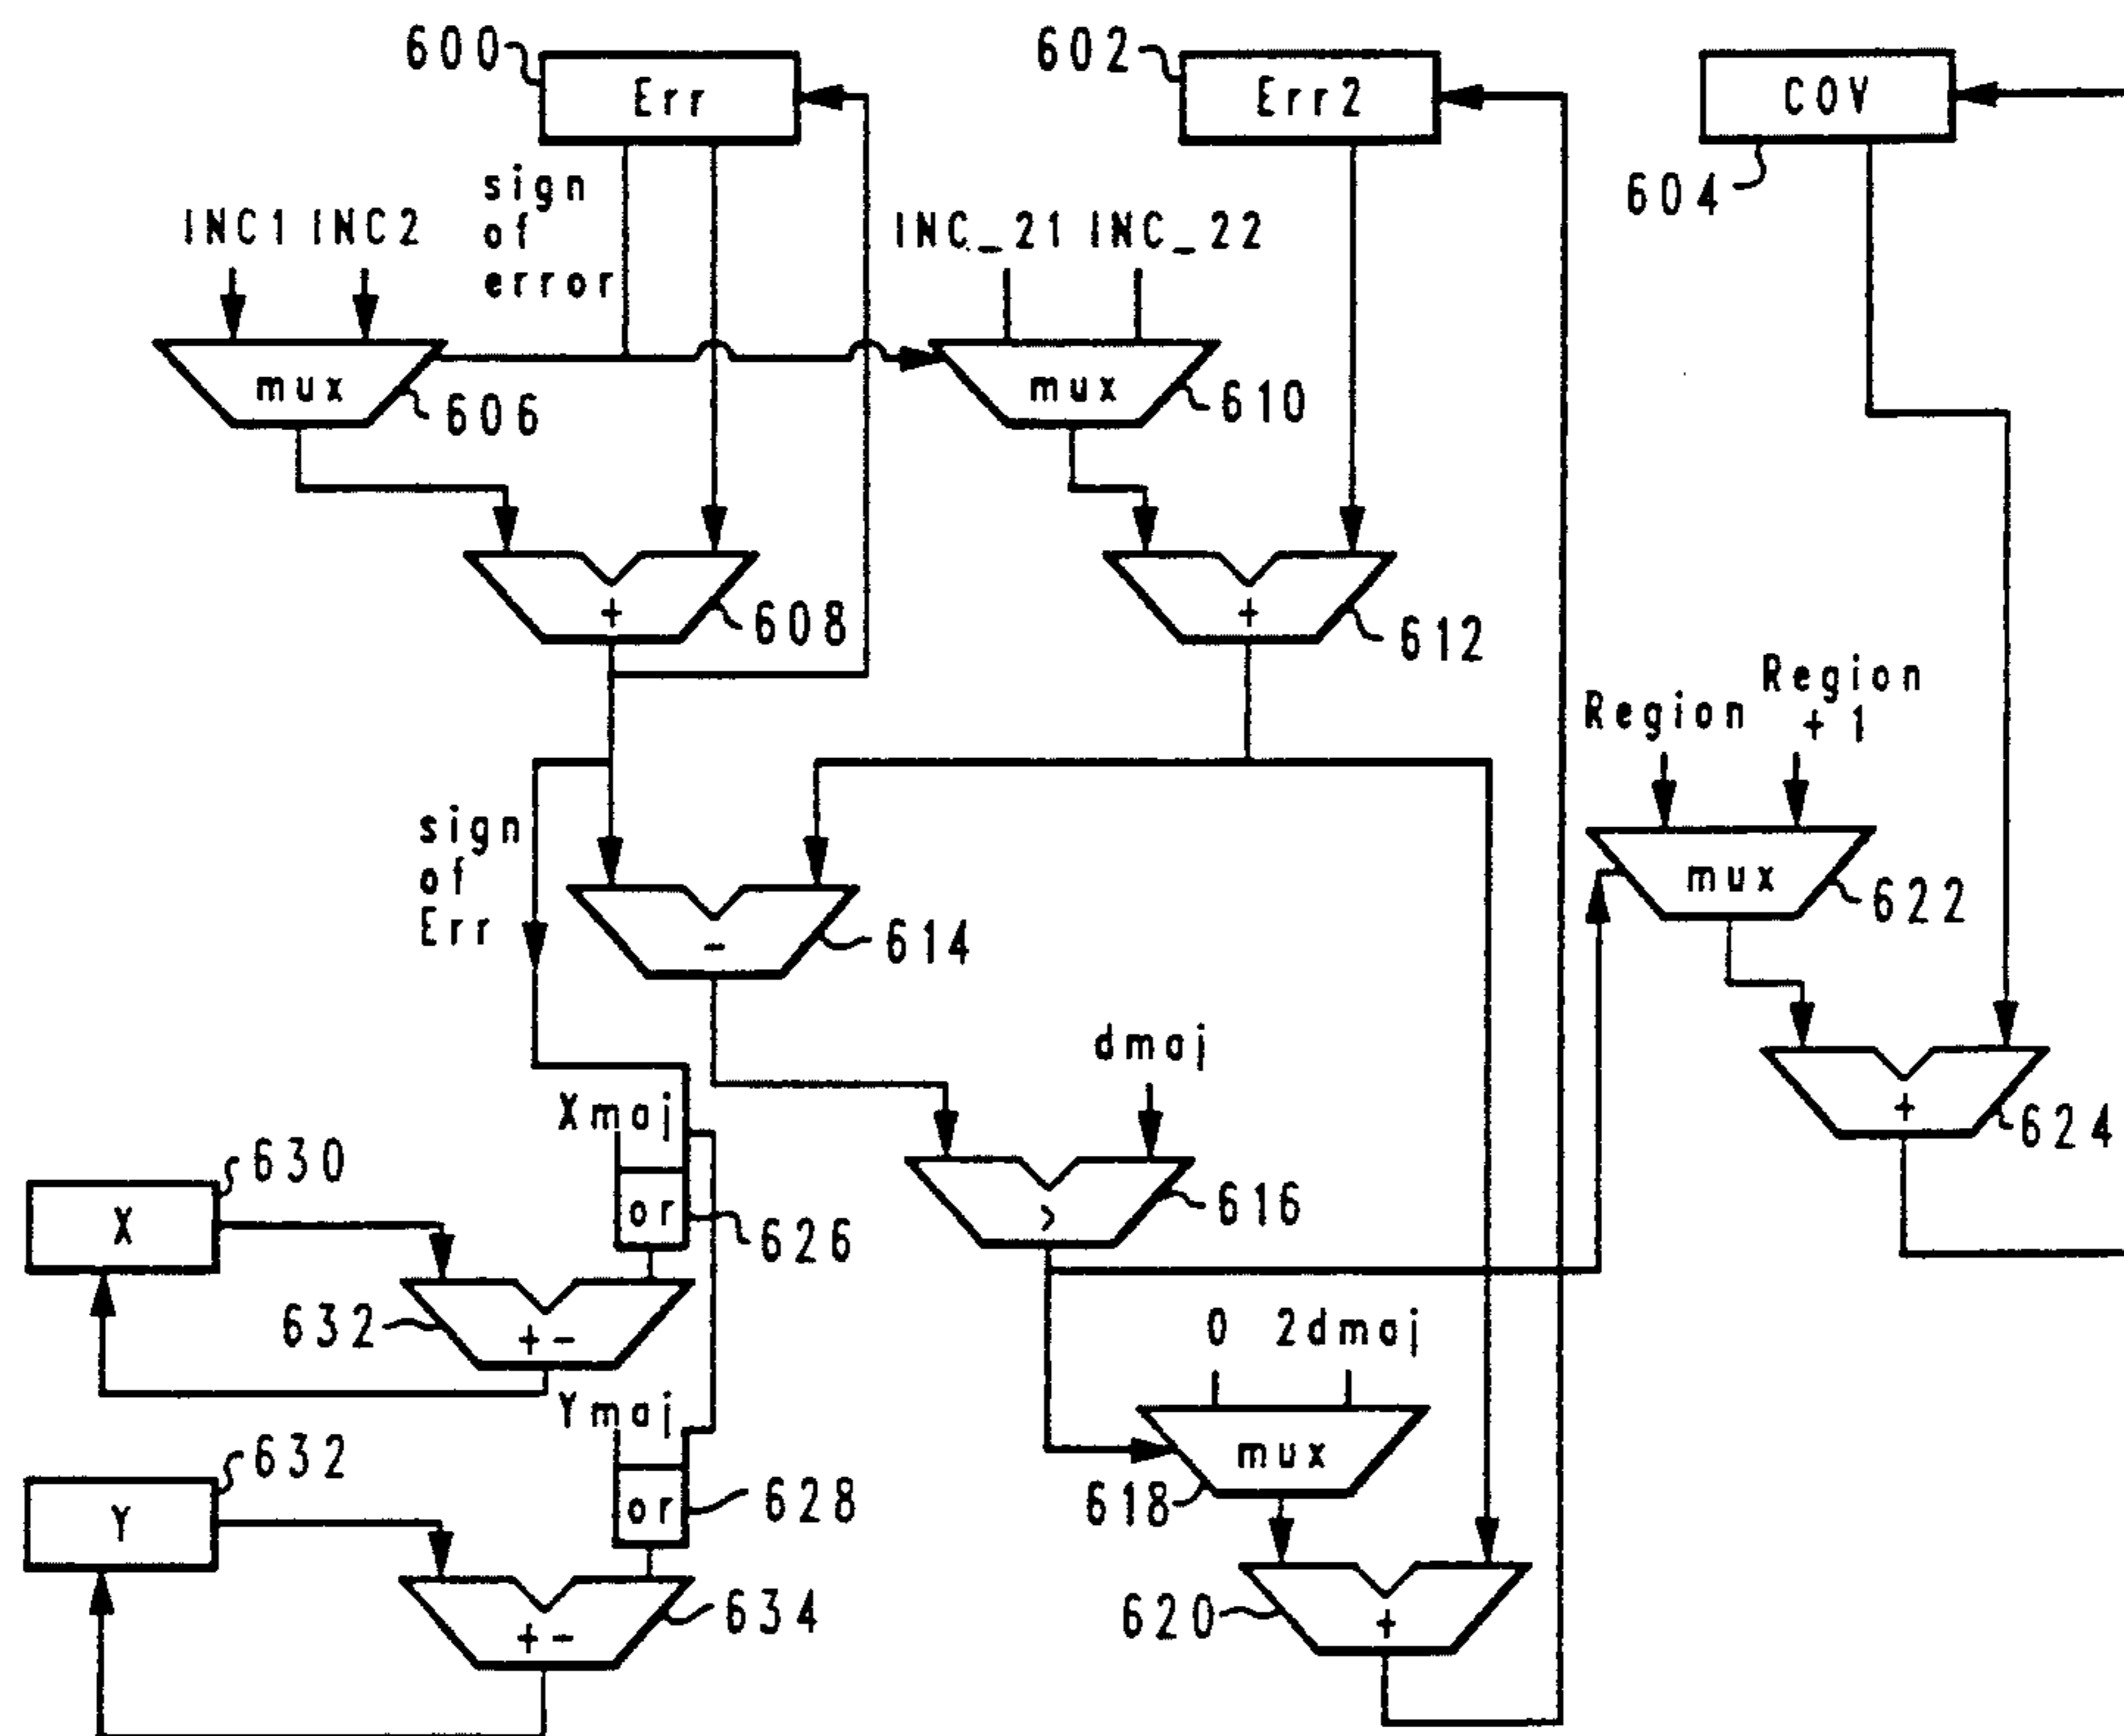 600
Err
602
Err2
COV
604
sign
of
error
INC1 INC2
INC_21 INC_22
mux
606
mux
610
+
608
+
612
Region
Region
+ 1
sign
of
Err
mux
622
-
614
dmaj
+
624
Xmaj
630
X
or
626
>
616
632
+-
0 2dmaj
Ymaj
mux
618
632
Y
or
628
+-
634
620
+